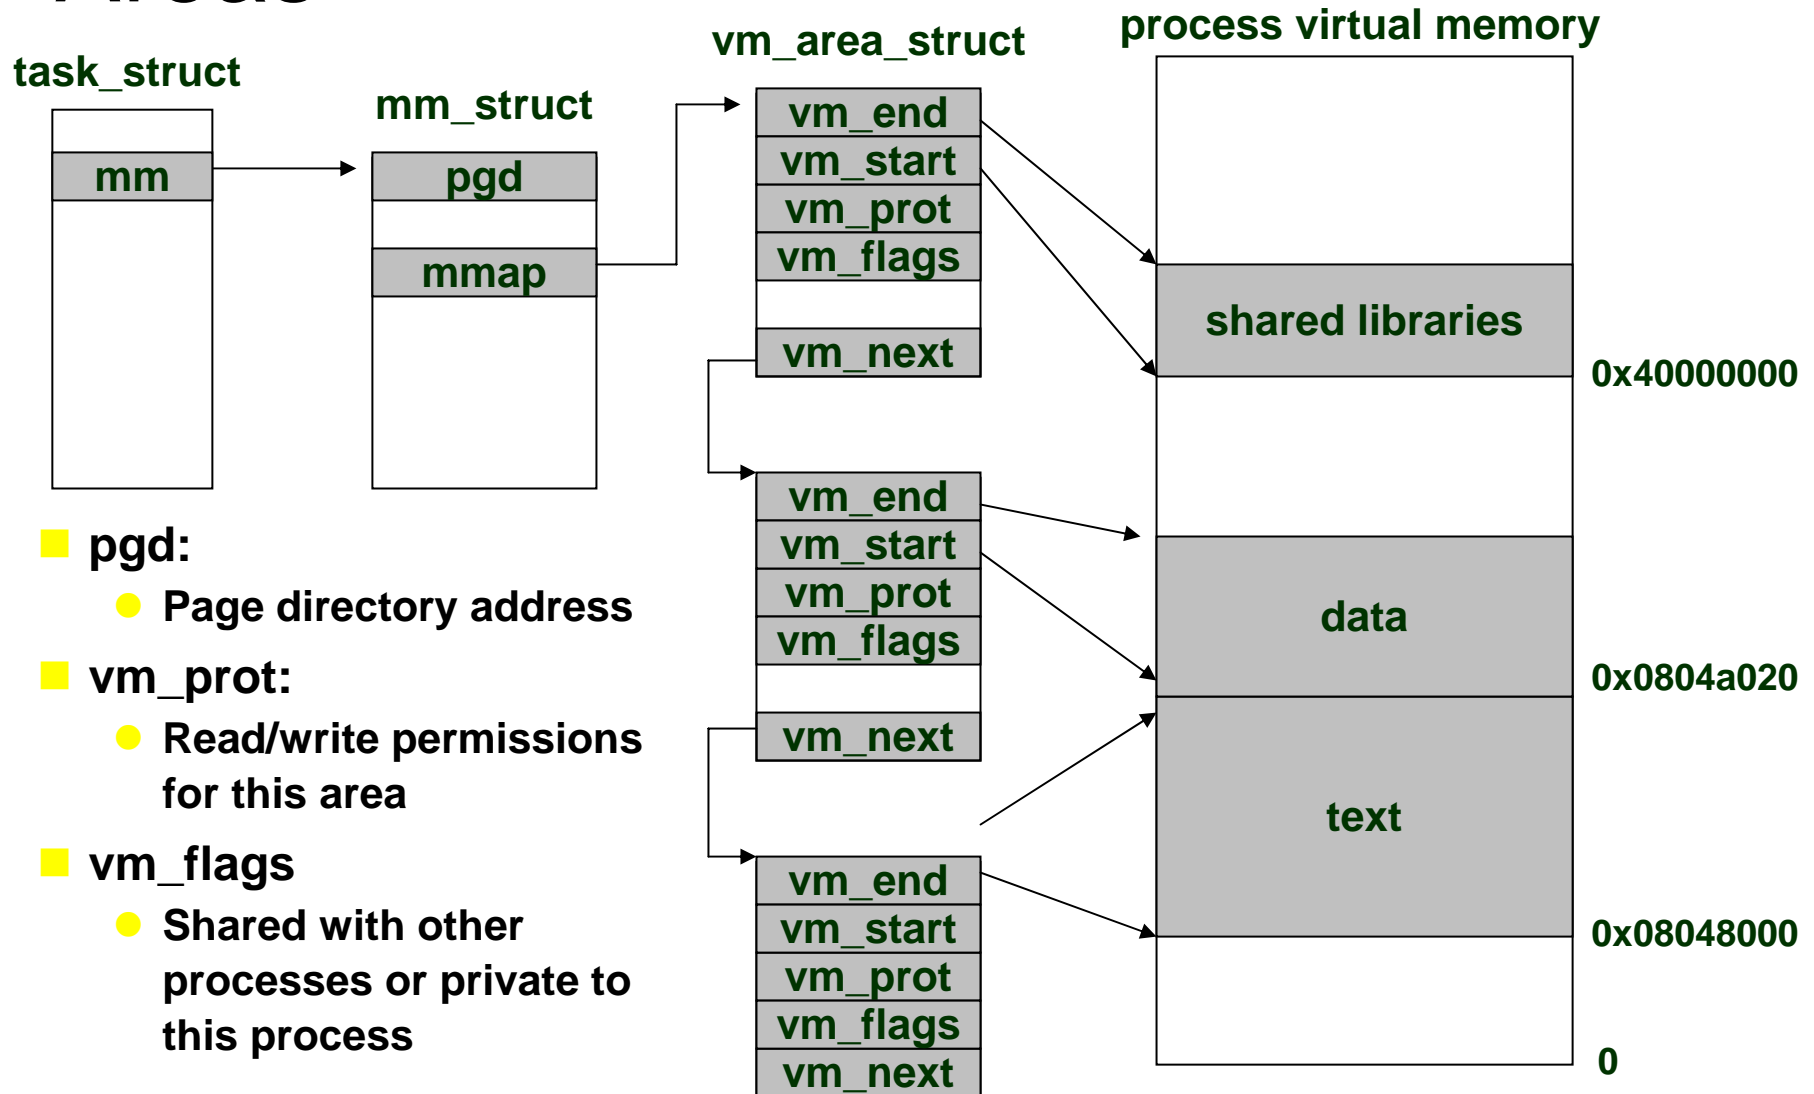 task_struct
mm
mm_struct
pgd
mmap
vm_area_struct
vm_end
vm_start
vm_prot
vm_flags
vm_next
vm_end
vm_start
vm_prot
vm_flags
vm_next
vm_end
vm_start
vm_prot
vm_flags
vm_next
process virtual memory
shared libraries
0x40000000
data
0x0804a020
text
0x08048000
0
pgd:
Page directory address
vm_prot:
Read/write permissions
for this area
vm_flags
Shared with other
processes or private to
this process